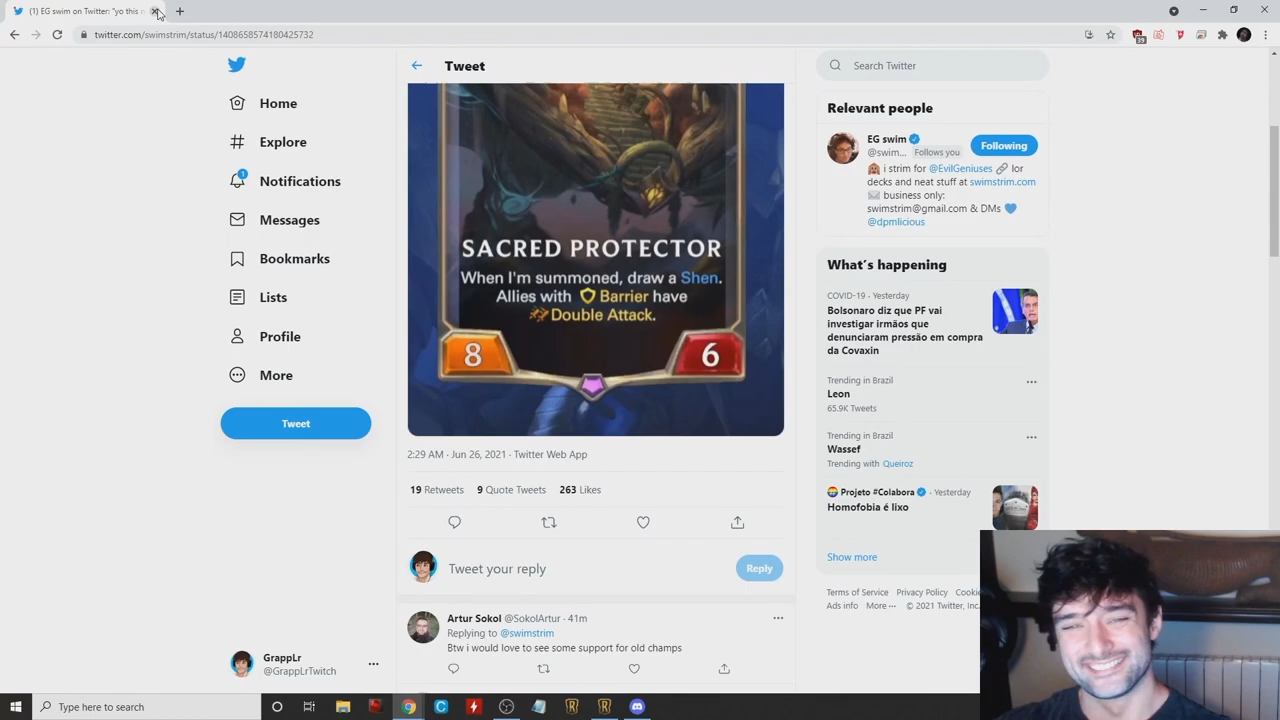 (1) EG swim on Twitter: "yo this r
twitter.com/swimstrim/status/1408658574180425732
39
Home
Explore
1
Notifications
Messages
Bookmarks
Lists
Profile
More
Tweet
GrappLr
@GrappLrTwitch
Tweet
SACRED PROTECTOR
When I'm summoned, draw a Shen.
Allies with Barrier have
Double Attack.
8
6
2:29 AM · Jun 26, 2021 · Twitter Web App
19 Retweets 9 Quote Tweets 263 Likes
Tweet your reply
Reply
Artur Sokol @SokolArtur · 41m
Replying to @swimstrim
Btw i would love to see some support for old champs
Search Twitter
Relevant people
EG swim
@swim... Follows you
Following
i strim for @EvilGeniuses lor
decks and neat stuff at swimstrim.com
business only:
swimstrim@gmail.com & DMs
@dpmlicious
What's happening
COVID-19 · Yesterday
Bolsonaro diz que PF vai
investigar irmãos que
denunciaram pressão em compra
da Covaxin
Trending in Brazil
Leon
65.9K Tweets
Trending in Brazil
Wassef
Trending with Queiroz
Projeto #Colabora · Yesterday
Homofobia é lixo
Show more
Terms of Service Privacy Policy Cookie
Ads info More ··· © 2021 Twitter, Inc.
Type here to search